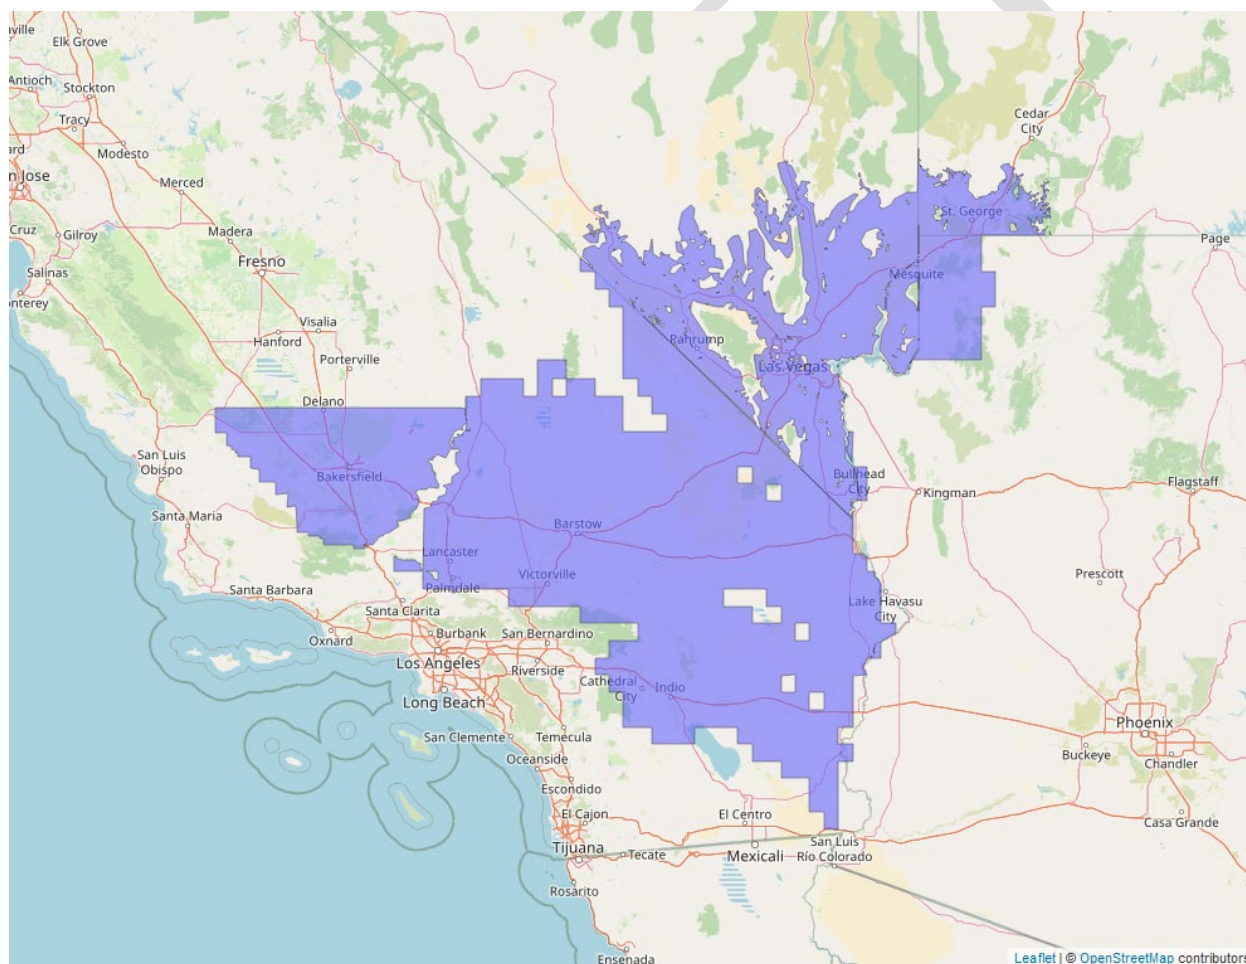 ville
Elk Grove
Antioch
Stockton
Tracy
Modesto
ard
n Jose
Merced
Cruz
Gilroy
Madera
Fresno
Salinas
onterey
Visalia
Hanford
Porterville
Delano
San Luis
Obispo
Bakersfield
Santa Maria
Santa Barbara
Lancaster
Palmdale
Barstow
Victorville
Santa Clarita
Oxnard
Burbank
San Bernardino
Los Angeles
Riverside
Long Beach
Cathedral
City
Indio
San Clemente
Temecula
Oceanside
Escondido
El Cajon
El Centro
Tijuana
Tecate
Mexicali
San Luis
Río Colorado
Rosarito
Ensenada
Cedar
City
St. George
Mesquite
Page
Pahrump
Las Vegas
Bullhead
City
Kingman
Flagstaff
Lake Havasu
City
Prescott
Phoenix
Buckeye
Chandler
Casa Grande
Leaflet | © OpenStreetMap contributors